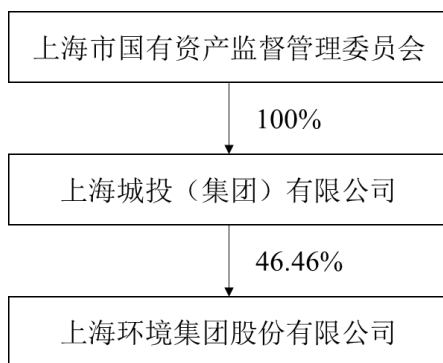 上海市国有资产监督管理委员会
100%
上海城投（集团）有限公司
46.46%
上海环境集团股份有限公司